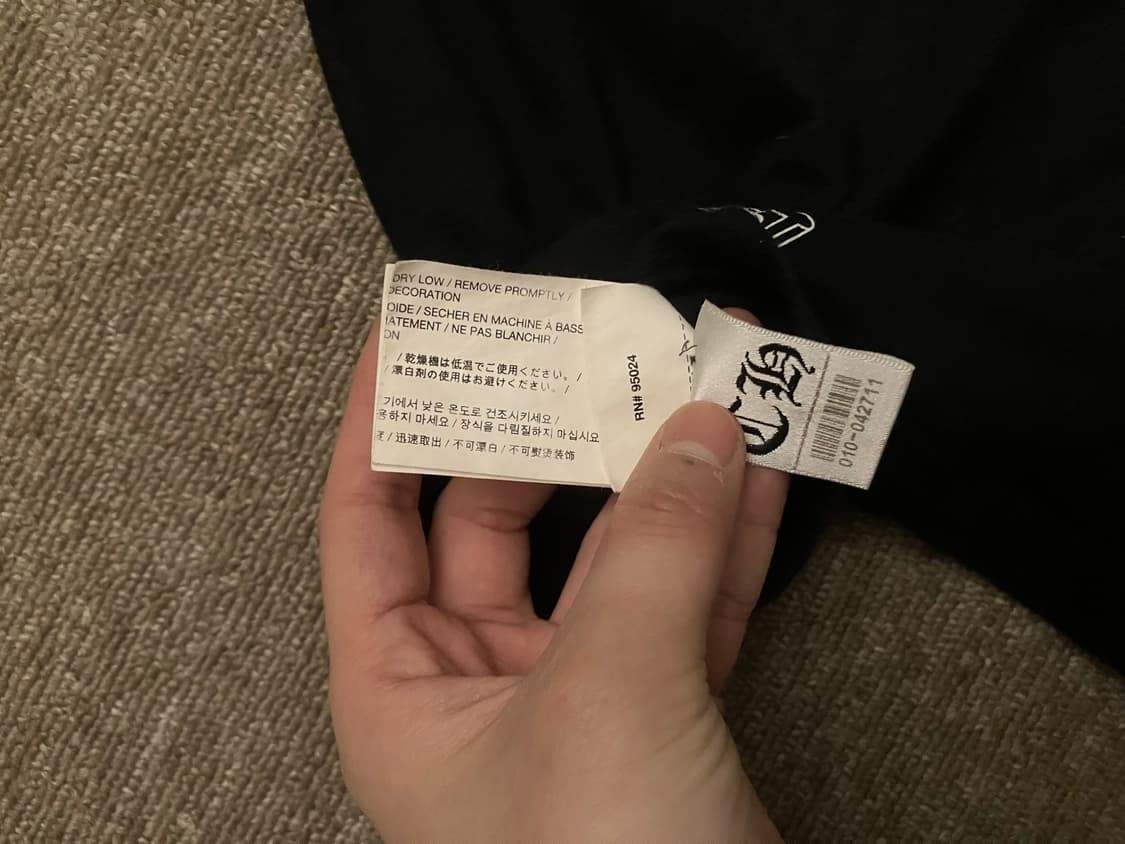 DRY LOW / REMOVE PROMPTLY /
DECORATION
OIDE / SECHER EN MACHINE À BASS
ATEMENT / NE PAS BLANCHIR /
ON
/ 乾燥機は低温でご使用ください。 /
/ 漂白剤の使用はお避けください。 /
기에서 낮은 온도로 건조시키세요 /
용하지 마세요 / 장식을 다림질하지 마십시오
/ 迅速取出 / 不可漂白 / 不可熨烫装饰
RN# 95024
CH
010-042711